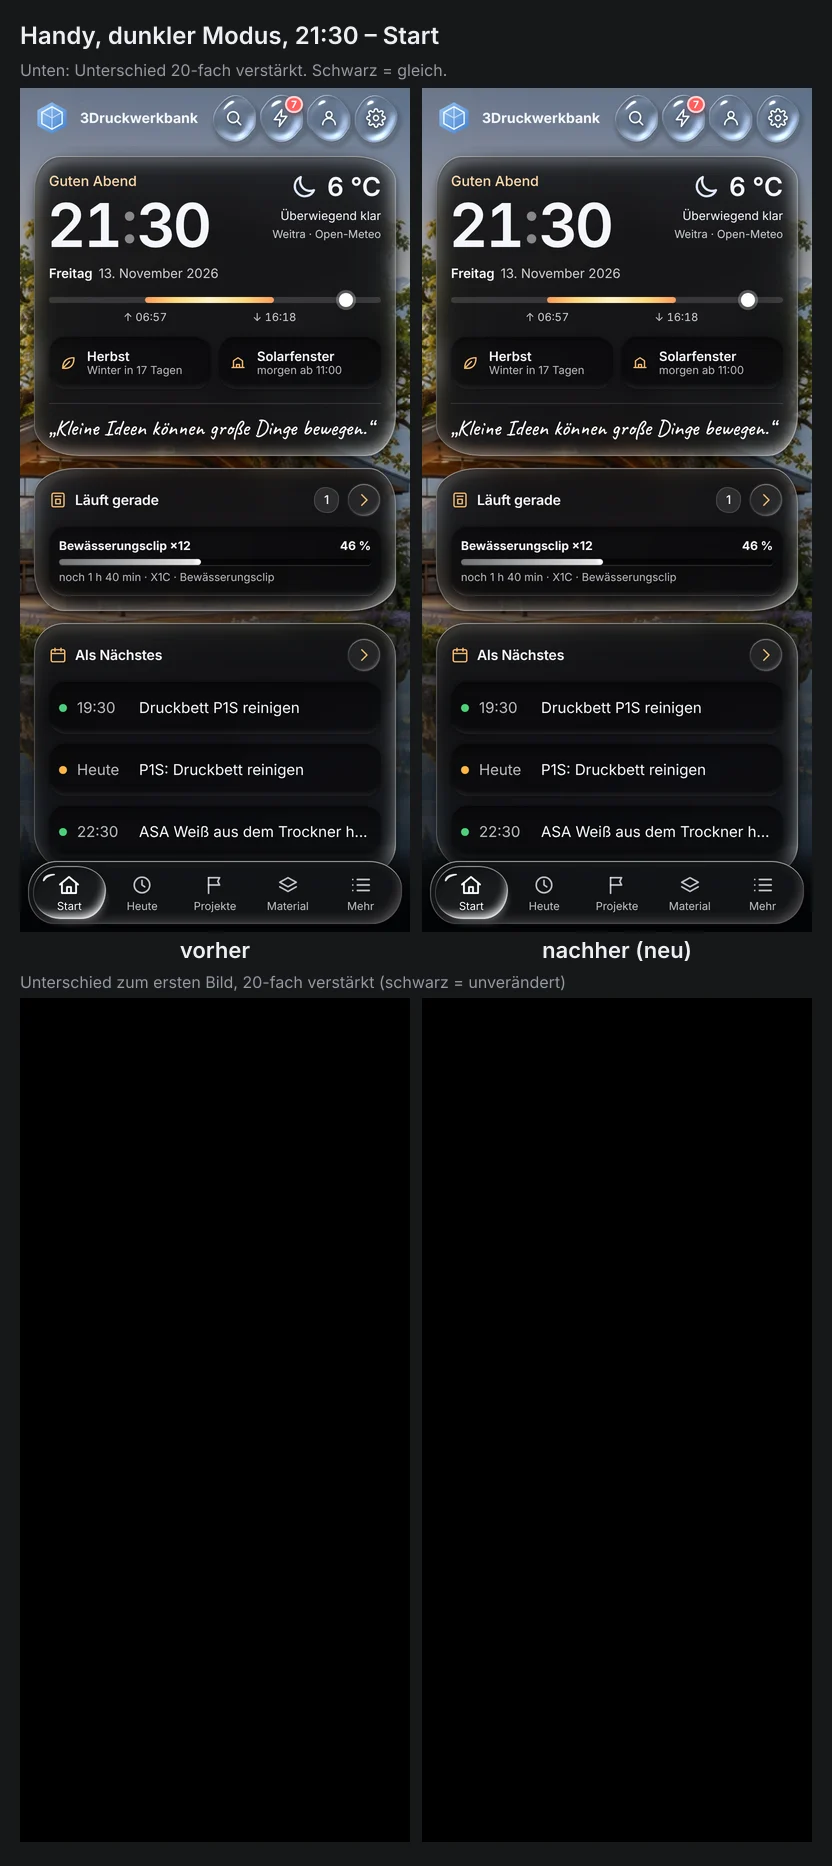 Handy, dunkler Modus, 21:30 – Start
Unten: Unterschied 20-fach verstärkt. Schwarz = gleich.
3Druckwerkbank
7
Guten Abend
6 °C
21:30
Überwiegend klar
Weitra · Open-Meteo
Freitag 13. November 2026
↑ 06:57
↓ 16:18
Herbst
Winter in 17 Tagen
Solarfenster
morgen ab 11:00
„Kleine Ideen können große Dinge bewegen.“
Läuft gerade
1
Bewässerungsclip ×12
46 %
noch 1 h 40 min · X1C · Bewässerungsclip
Als Nächstes
19:30 Druckbett P1S reinigen
Heute P1S: Druckbett reinigen
22:30 ASA Weiß aus dem Trockner h...
Start
Heute
Projekte
Material
Mehr
vorher
3Druckwerkbank
7
Guten Abend
6 °C
21:30
Überwiegend klar
Weitra · Open-Meteo
Freitag 13. November 2026
↑ 06:57
↓ 16:18
Herbst
Winter in 17 Tagen
Solarfenster
morgen ab 11:00
„Kleine Ideen können große Dinge bewegen.“
Läuft gerade
1
Bewässerungsclip ×12
46 %
noch 1 h 40 min · X1C · Bewässerungsclip
Als Nächstes
19:30 Druckbett P1S reinigen
Heute P1S: Druckbett reinigen
22:30 ASA Weiß aus dem Trockner h...
Start
Heute
Projekte
Material
Mehr
nachher (neu)
Unterschied zum ersten Bild, 20-fach verstärkt (schwarz = unverändert)